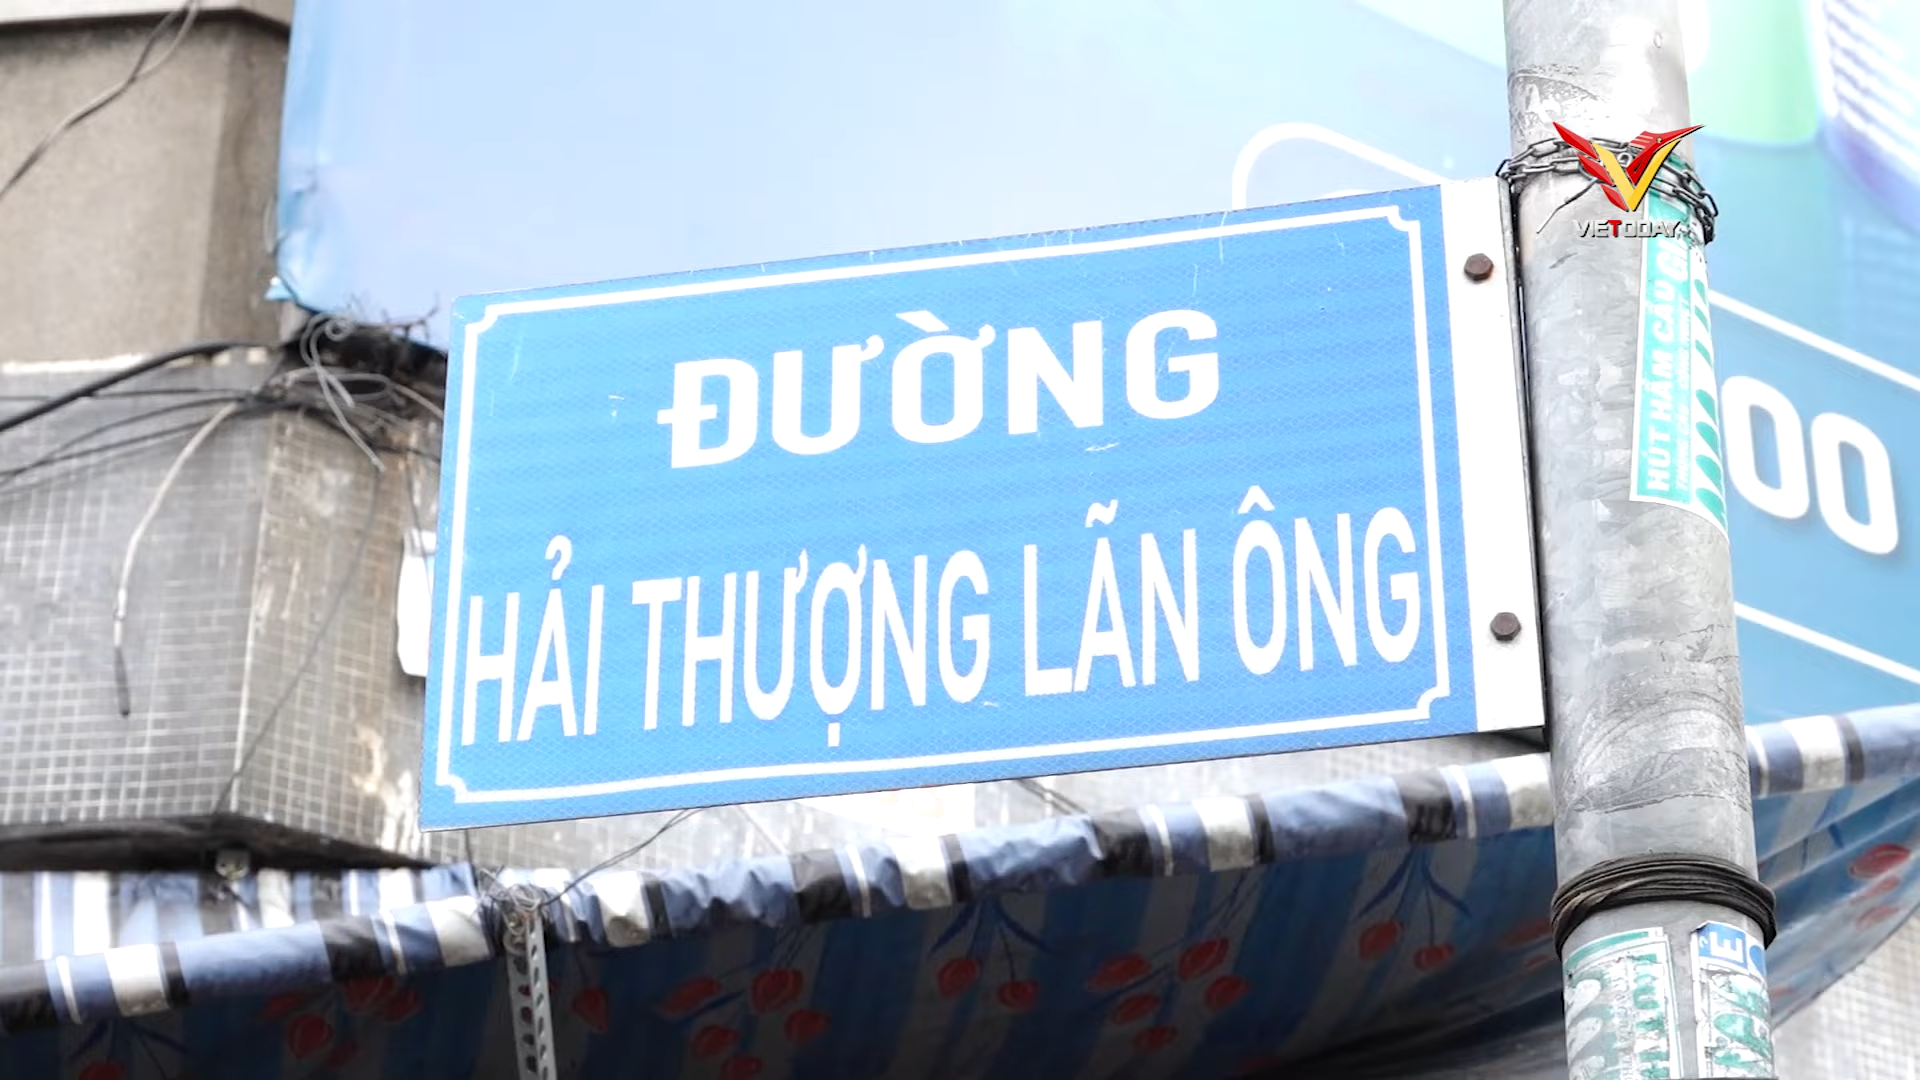 VIETODAY
ĐƯỜNG
HẢI THƯỢNG LÃN ÔNG
HÚT HẦM CẦU
00